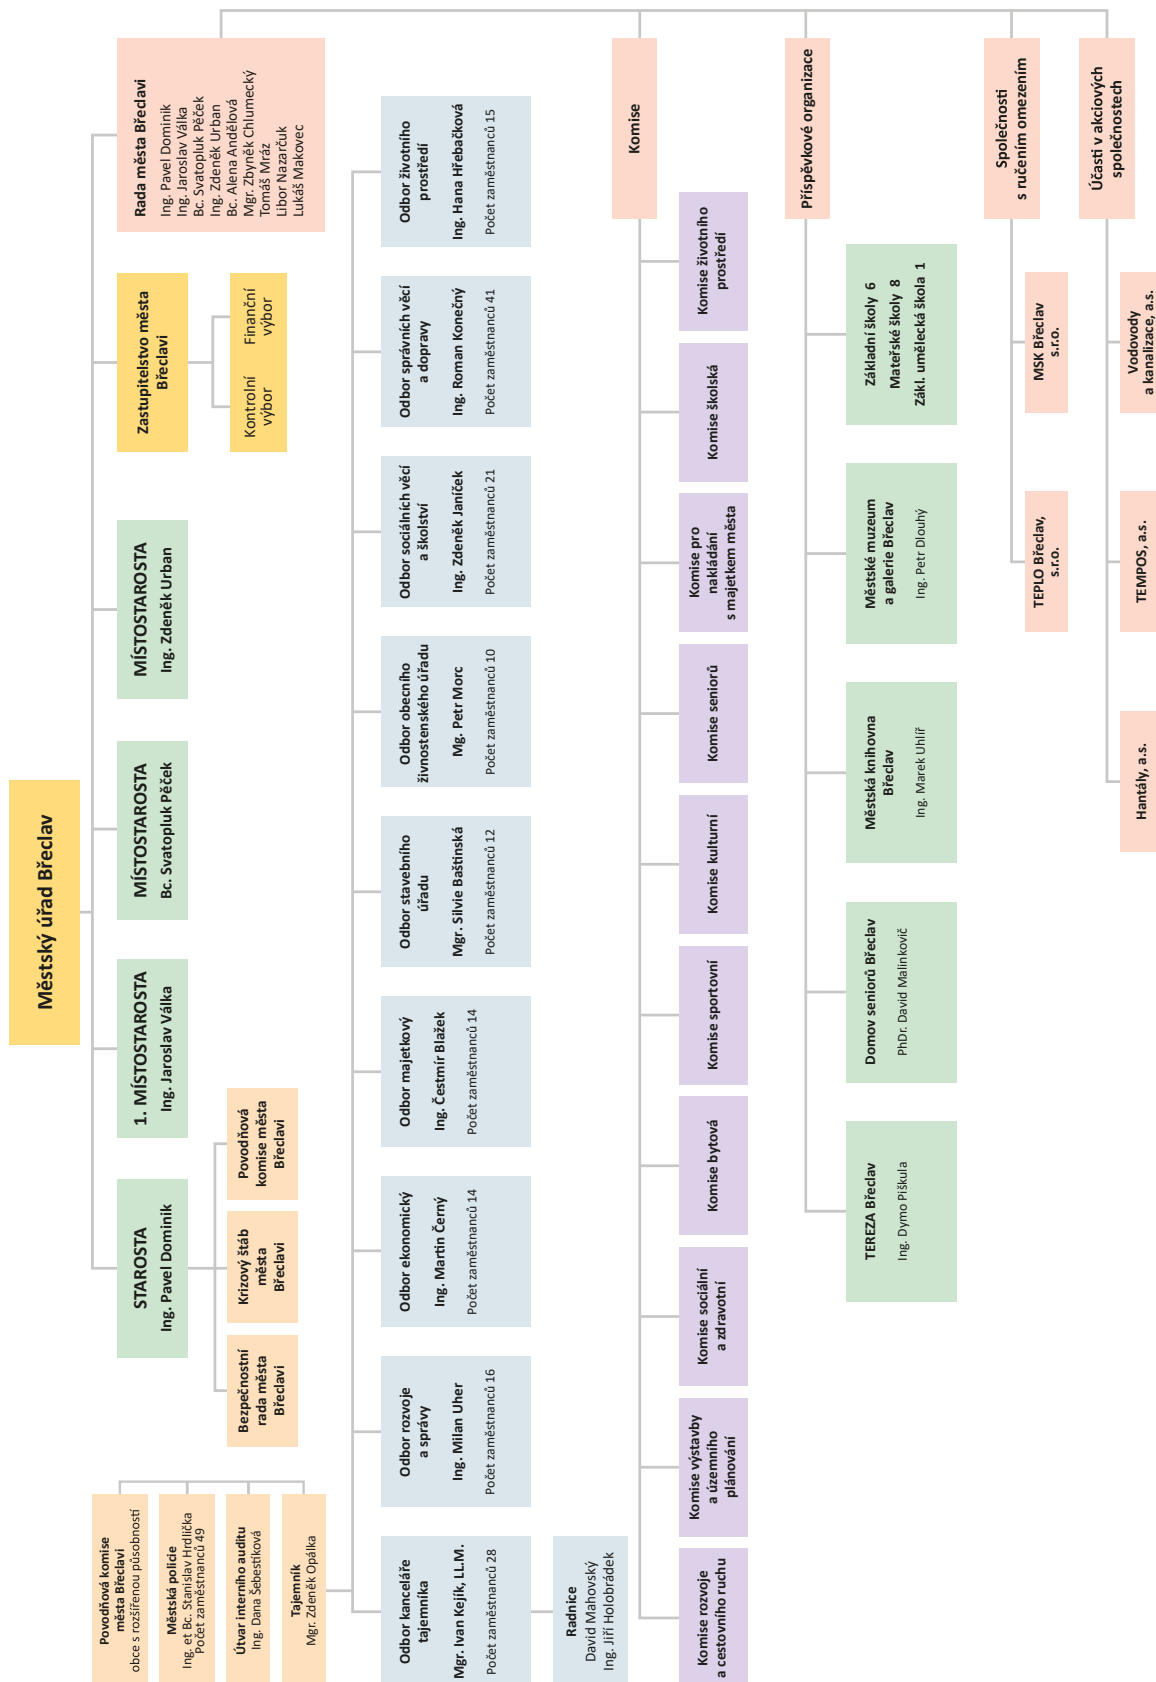 Městský úřad Břeclav
STAROSTA
Ing. Pavel Dominik
1. MÍSTOSTAROSTA
Ing. Jaroslav Válka
MÍSTOSTAROSTA
Bc. Svatopluk Pěček
MÍSTOSTAROSTA
Ing. Zdeněk Urban
Zastupitelstvo města
Břeclavi
Kontrolní
výbor
Finanční
výbor
Rada města Břeclavi
Ing. Pavel Dominik
Ing. Jaroslav Válka
Bc. Svatopluk Pěček
Ing. Zdeněk Urban
Bc. Alena Andělová
Mgr. Zbyněk Chlumecký
Tomáš Mráz
Libor Nazarčuk
Lukáš Makovec
Bezpečnostní
rada města
Břeclavi
Krizový štáb
města
Břeclavi
Povodňová
komise města
Břeclavi
Povodňová komise
města Břeclavi
obce s rozšířenou působností
Městská policie
Ing. et Bc. Stanislav Hrdlička
Počet zaměstnanců 49
Útvar interního auditu
Ing. Dana Šebestíková
Tajemník
Mgr. Zdeněk Opálka
Odbor kanceláře
tajemníka
Mgr. Ivan Kejík, LL.M.
Počet zaměstnanců 28
Odbor rozvoje
a správy
Ing. Milan Uher
Počet zaměstnanců 16
Odbor ekonomický
Ing. Martin Černý
Počet zaměstnanců 14
Odbor majetkový
Ing. Čestmír Blažek
Počet zaměstnanců 14
Odbor stavebního
úřadu
Mgr. Silvie Baštinská
Počet zaměstnanců 12
Odbor obecního
živnostenského úřadu
Mg. Petr Morc
Počet zaměstnanců 10
Odbor sociálních věcí
a školství
Ing. Zdeněk Janíček
Počet zaměstnanců 21
Odbor správních věcí
a dopravy
Ing. Roman Konečný
Počet zaměstnanců 41
Odbor životního
prostředí
Ing. Hana Hřebačková
Počet zaměstnanců 15
Radnice
David Mahovský
Ing. Jiří Holobrádek
Komise
Komise rozvoje
a cestovního ruchu
Komise výstavby
a územního
plánování
Komise sociální
a zdravotní
Komise bytová
Komise sportovní
Komise kulturní
Komise seniorů
Komise pro
nakládání
s majetkem města
Komise školská
Komise životního
prostředí
Příspěvkové organizace
TEREZA Břeclav
Ing. Dymo Piškula
Domov seniorů Břeclav
PhDr. David Malinkovič
Městská knihovna
Břeclav
Ing. Marek Uhlíř
Městské muzeum
a galerie Břeclav
Ing. Petr Dlouhý
Základní školy 6
Mateřské školy 8
Zákl. umělecká škola 1
Společnosti
s ručením omezením
TEPLO Břeclav,
s.r.o.
MSK Břeclav
s.r.o.
Účasti v akciových
společnostech
Hantály, a.s.
TEMPOS, a.s.
Vodovody
a kanalizace, a.s.